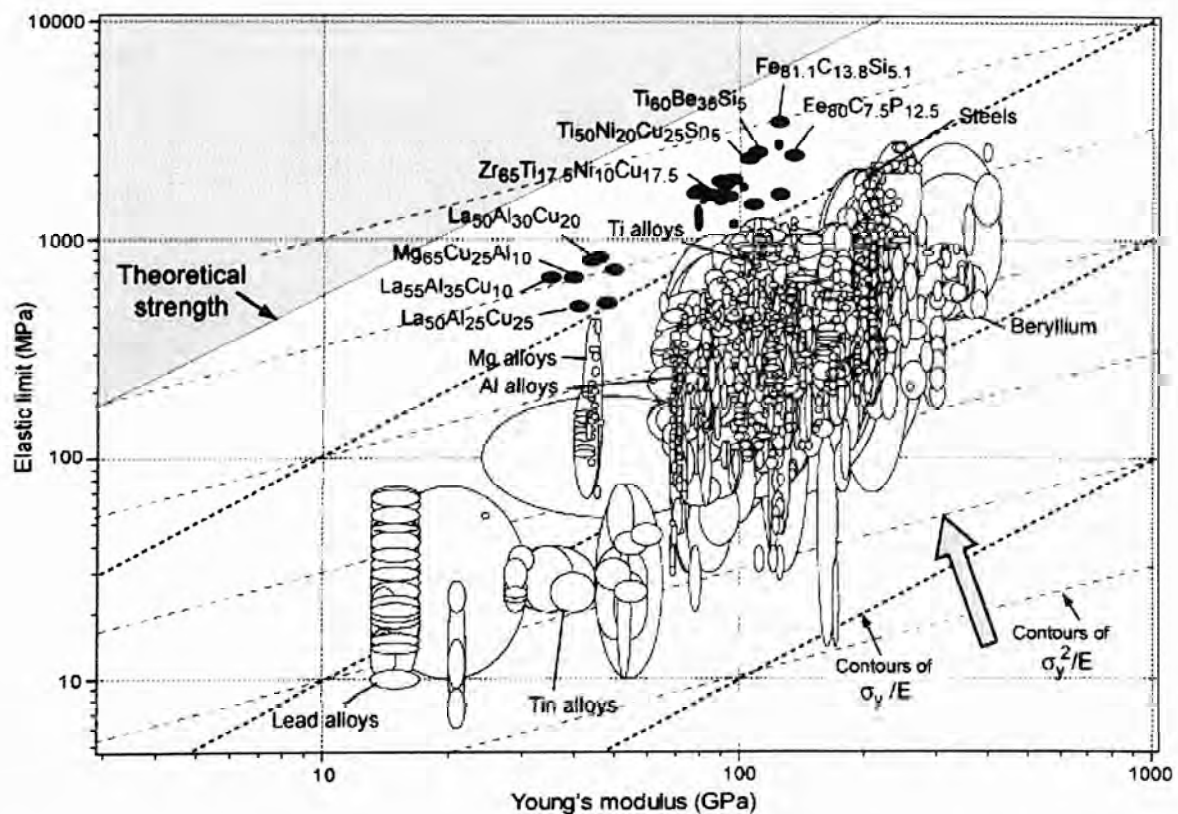 10000
Fe81.1C13.8Si5.1
Ti60Be35Si5
Fe80C7.5P12.5
Ti50Ni20Cu25Sn5
Steels
Zr65Ti17.5Ni10Cu17.5
La50Al30Cu20
Ti alloys
1000
Mg65Cu25Al10
Theoretical
strength
La55Al35Cu10
La50Al25Cu25
Beryllium
Mg alloys
Al alloys
Elastic limit (MPa)
100
Contours of
σy²/E
Contours of
σy/E
10
Lead alloys
Tin alloys
10
100
1000
Young's modulus (GPa)